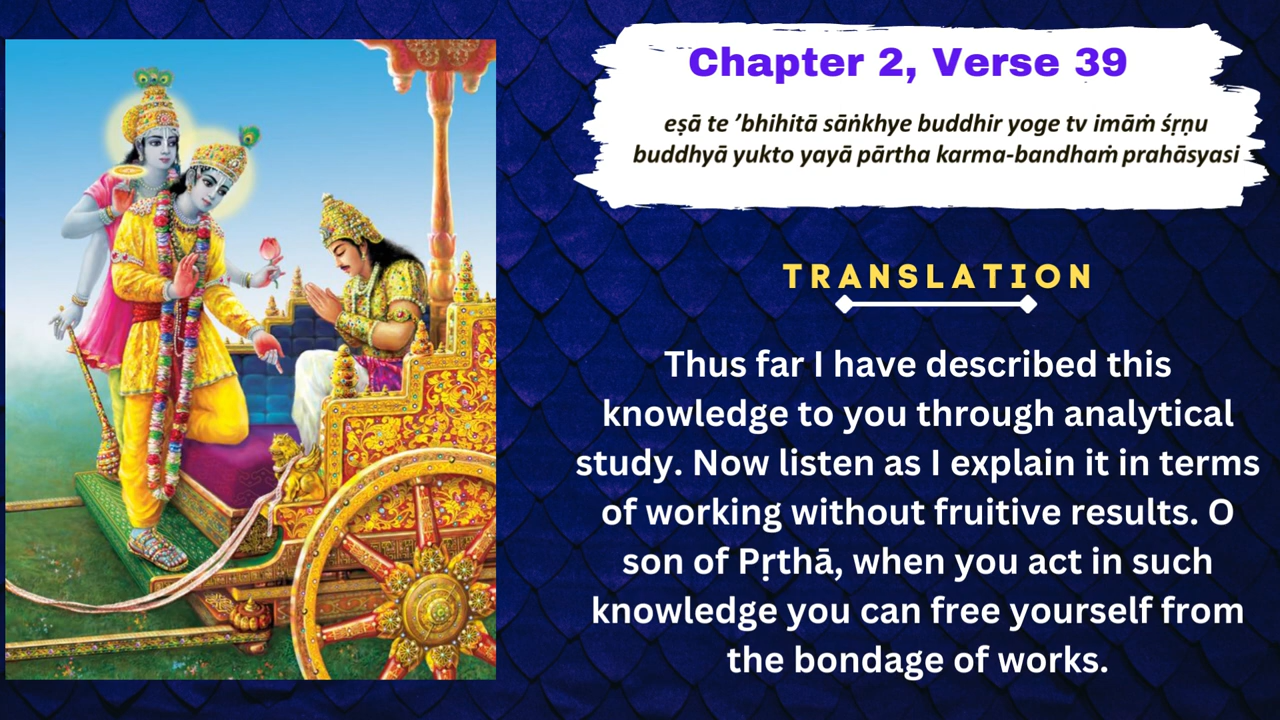 Chapter 2, Verse 39
eṣā te ’bhihitā sāṅkhye buddhir yoge tv imāṁ śṛṇu
buddhyā yukto yayā pārtha karma-bandhaṁ prahāsyasi
TRANSLATION
Thus far I have described this
knowledge to you through analytical
study. Now listen as I explain it in terms
of working without fruitive results. O
son of Pṛthā, when you act in such
knowledge you can free yourself from
the bondage of works.